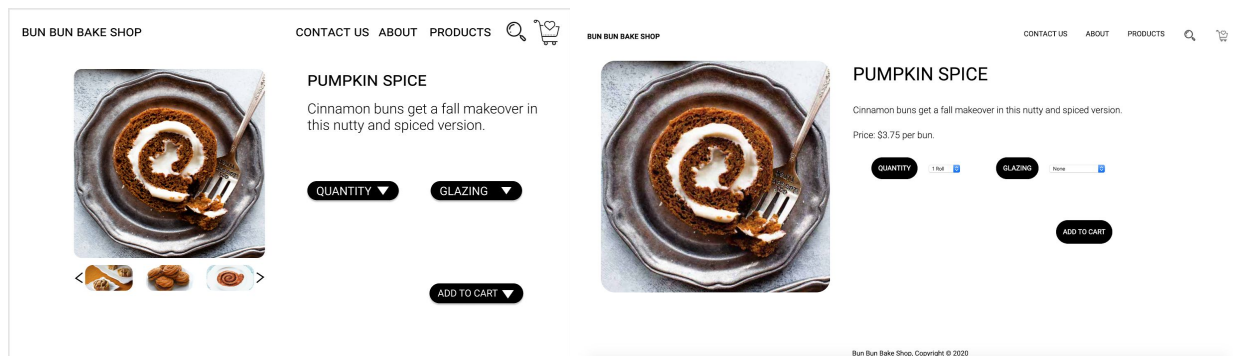 BUN BUN BAKE SHOP
CONTACT US ABOUT PRODUCTS
PUMPKIN SPICE
Cinnamon buns get a fall makeover in
this nutty and spiced version.
QUANTITY
GLAZING
ADD TO CART
BUN BUN BAKE SHOP
CONTACT US ABOUT PRODUCTS
PUMPKIN SPICE
Cinnamon buns get a fall makeover in this nutty and spiced version.
Price: $3.75 per bun.
QUANTITY 1 Roll GLAZING None
ADD TO CART
Bun Bun Bake Shop, Copyright © 2020